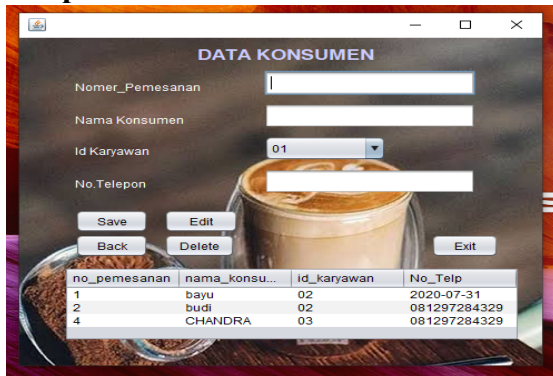 DATA KONSUMEN
Nomer_Pemesanan
Nama Konsumen
Id Karyawan 01
No.Telepon
Save Edit
Back Delete Exit
no_pemesanan nama_konsu... id_karyawan No_Telp
1 bayu 02 2020-07-31
2 budi 02 081297284329
4 CHANDRA 03 081297284329